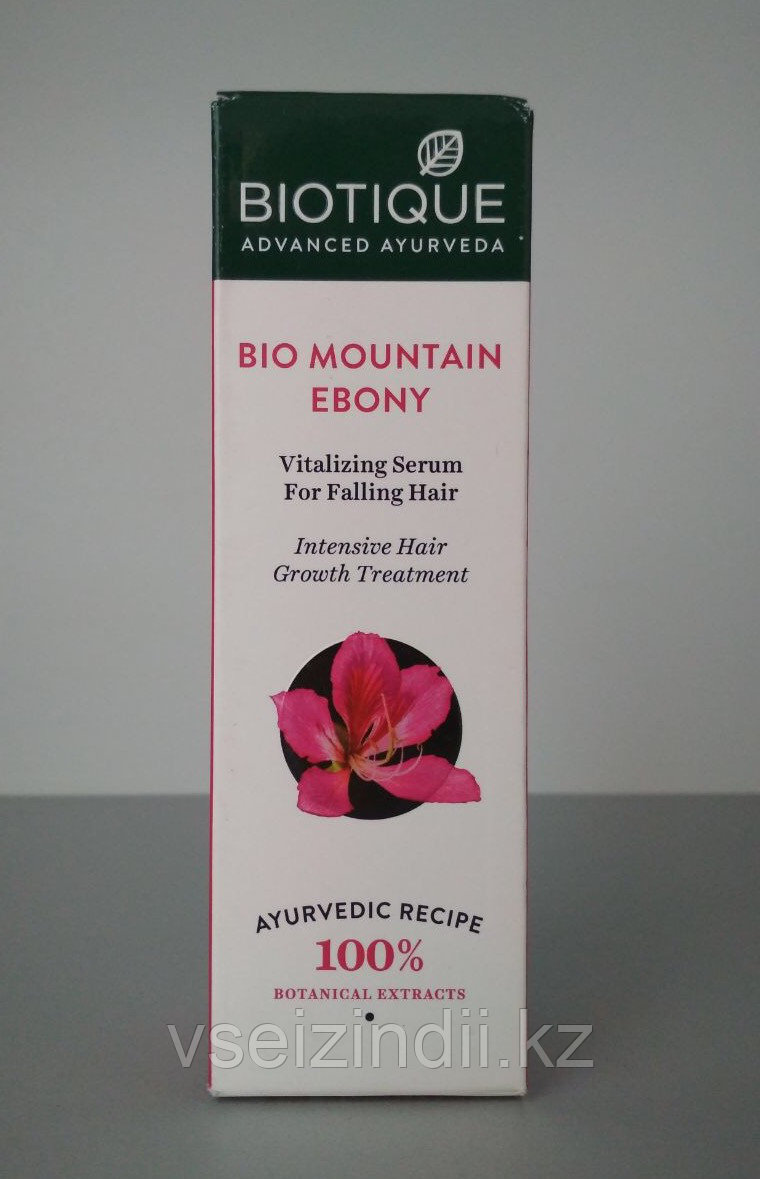 BIOTIQUE
ADVANCED AYURVEDA
BIO MOUNTAIN
EBONY
Vitalizing Serum
For Falling Hair
Intensive Hair
Growth Treatment
AYURVEDIC RECIPE
100%
BOTANICAL EXTRACTS
vseizindii.kz